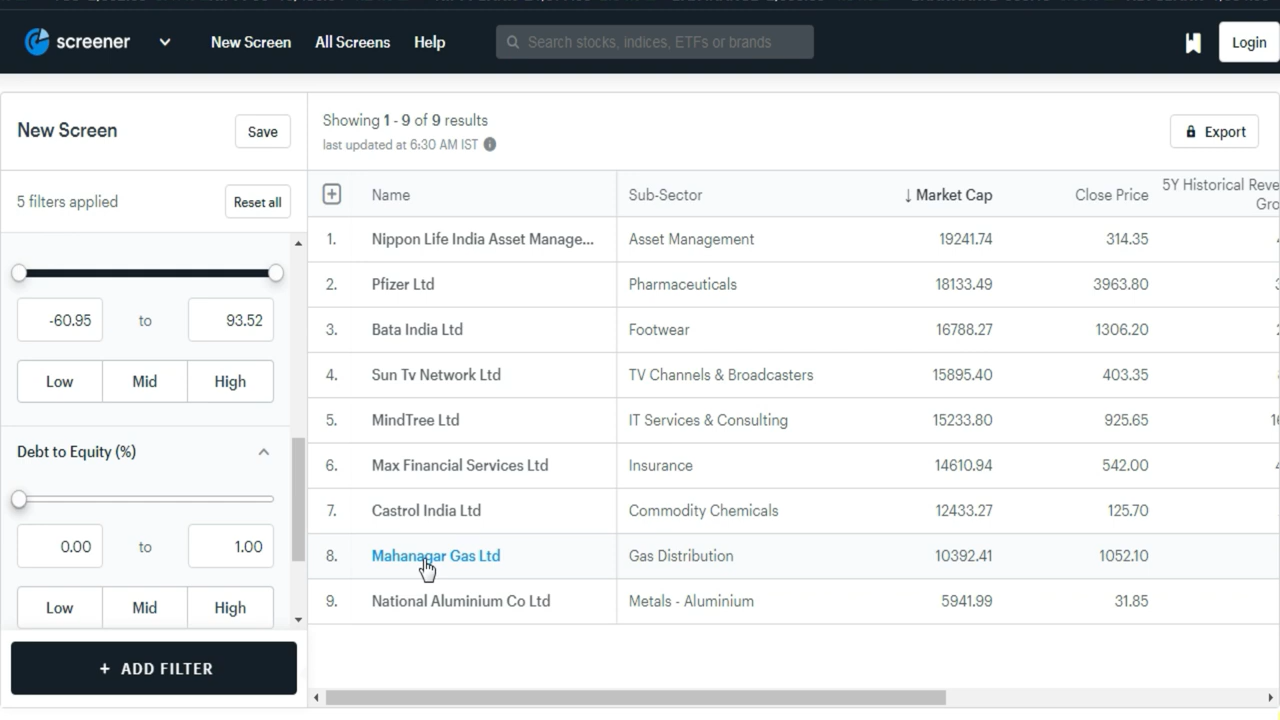 screener
New Screen
All Screens
Help
Search stocks, indices, ETFs or brands
Login
New Screen
Save
5 filters applied
Reset all
-60.95 to 93.52
Low Mid High
Debt to Equity (%)
0.00 to 1.00
Low Mid High
+ ADD FILTER
Showing 1 - 9 of 9 results
last updated at 6:30 AM IST
Export
Name Sub-Sector ↓ Market Cap Close Price 5Y Historical
1. Nippon Life India Asset Manage... Asset Management 19241.74 314.35
2. Pfizer Ltd Pharmaceuticals 18133.49 3963.80
3. Bata India Ltd Footwear 16788.27 1306.20
4. Sun Tv Network Ltd TV Channels & Broadcasters 15895.40 403.35
5. MindTree Ltd IT Services & Consulting 15233.80 925.65
6. Max Financial Services Ltd Insurance 14610.94 542.00
7. Castrol India Ltd Commodity Chemicals 12433.27 125.70
8. Mahanagar Gas Ltd Gas Distribution 10392.41 1052.10
9. National Aluminium Co Ltd Metals - Aluminium 5941.99 31.85